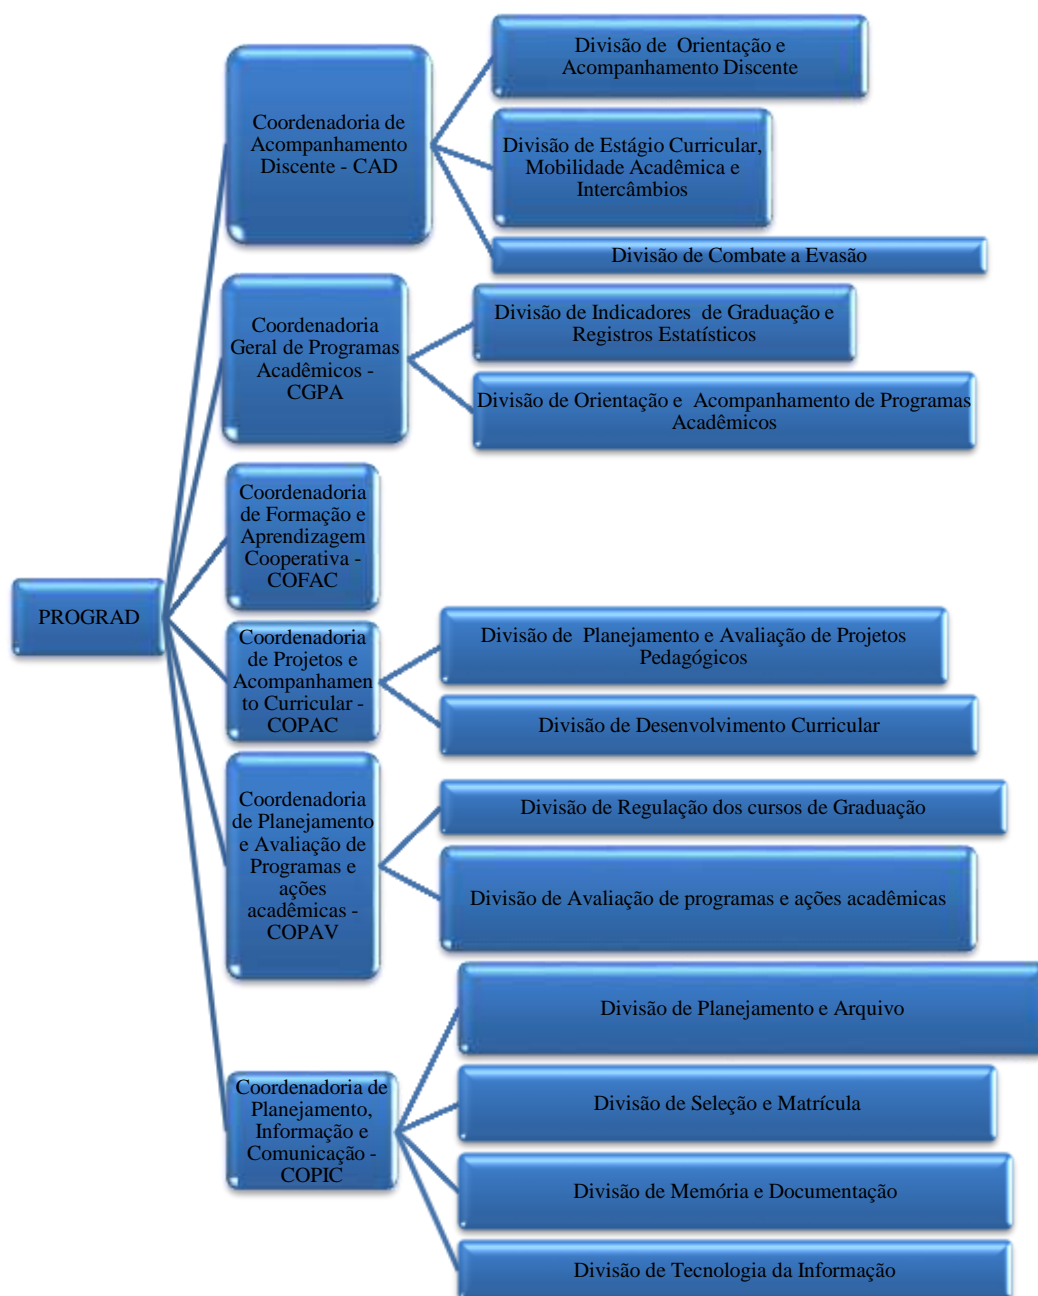 Divisão de Orientação e
Acompanhamento Discente
Coordenadoria de
Acompanhamento
Discente - CAD
Divisão de Estágio Curricular,
Mobilidade Acadêmica e
Intercâmbios
Divisão de Combate a Evasão
Coordenadoria
Geral de Programas
Acadêmicos -
CGPA
Divisão de Indicadores de Graduação e
Registros Estatísticos
Divisão de Orientação e Acompanhamento de Programas
Acadêmicos
Coordenadoria
de Formação e
Aprendizagem
Cooperativa -
COFAC
PROGRAD
Coordenadoria
de Projetos e
Acompanhamen
to Curricular -
COPAC
Divisão de Planejamento e Avaliação de Projetos
Pedagógicos
Divisão de Desenvolvimento Curricular
Coordenadoria
de Planejamento
e Avaliação de
Programas e
ações
acadêmicas -
COPAV
Divisão de Regulação dos cursos de Graduação
Divisão de Avaliação de programas e ações acadêmicas
Coordenadoria de
Planejamento,
Informação e
Comunicação -
COPIC
Divisão de Planejamento e Arquivo
Divisão de Seleção e Matrícula
Divisão de Memória e Documentação
Divisão de Tecnologia da Informação